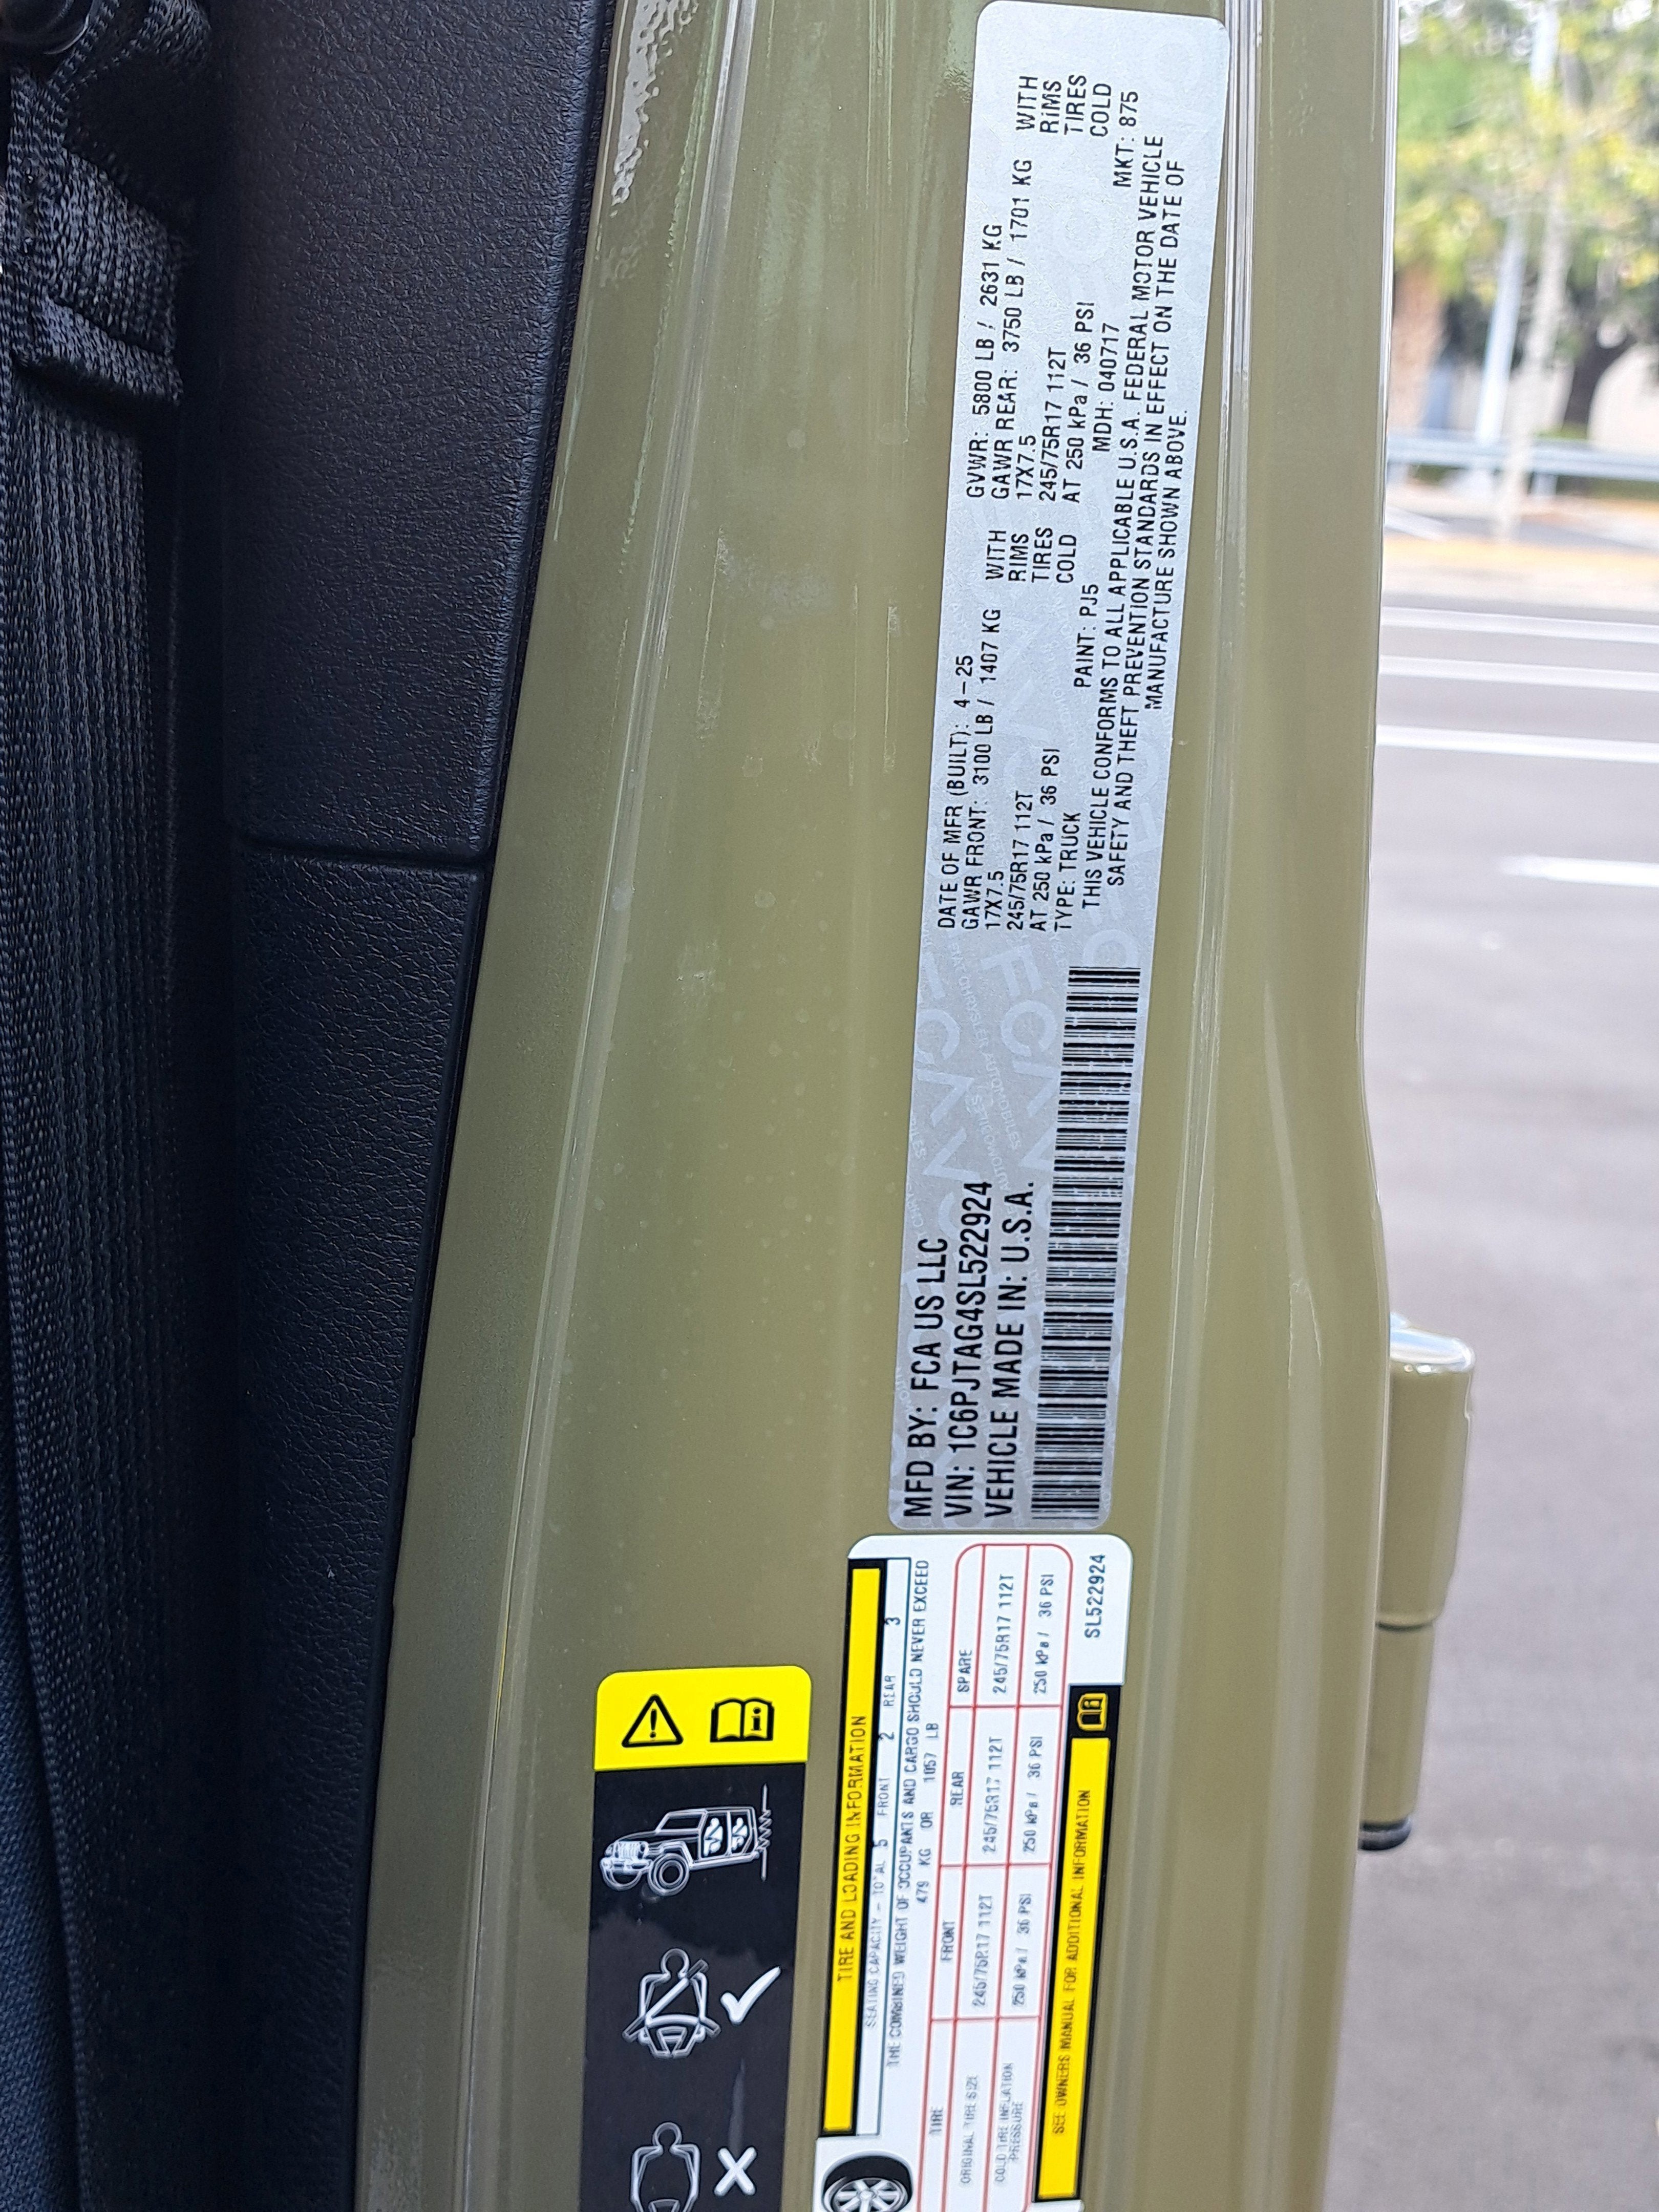 MFD BY: FCA US LLC
VIN: 1C6PJTAG4SL522924
VEHICLE MADE IN: U.S.A.
DATE OF MFR (BUILT): 4-25 GVWR: 5800 LB / 2631 KG
GAWR FRONT: 3100 LB / 1407 KG WITH GAWR REAR: 3750 LB / 1701 KG WITH
17X7.5 RIMS 17X7.5 RIMS
245/75R17 112T TIRES 245/75R17 112T TIRES
AT 250 kPa / 36 PSI COLD AT 250 kPa / 36 PSI COLD
TYPE: TRUCK PAINT: PJ5 MDH: 040717 MKT: 875
THIS VEHICLE CONFORMS TO ALL APPLICABLE U.S.A. FEDERAL MOTOR VEHICLE
SAFETY AND THEFT PREVENTION STANDARDS IN EFFECT ON THE DATE OF
MANUFACTURE SHOWN ABOVE.
TIRE AND LOADING INFORMATION
SEATING CAPACITY - TOTAL 5 FRONT 2 REAR 3
THE COMBINED WEIGHT OF OCCUPANTS AND CARGO SHOULD NEVER EXCEED
479 KG OR 1057 LB
TIRE FRONT REAR SPARE
ORIGINAL TIRE SIZE 245/75R17 112T 245/75R17 112T 245/75R17 112T
COLD TIRE INFLATION PRESSURE 250 kPa / 36 PSI 250 kPa / 36 PSI 250 kPa / 36 PSI
SEE OWNERS MANUAL FOR ADDITIONAL INFORMATION
SL522924